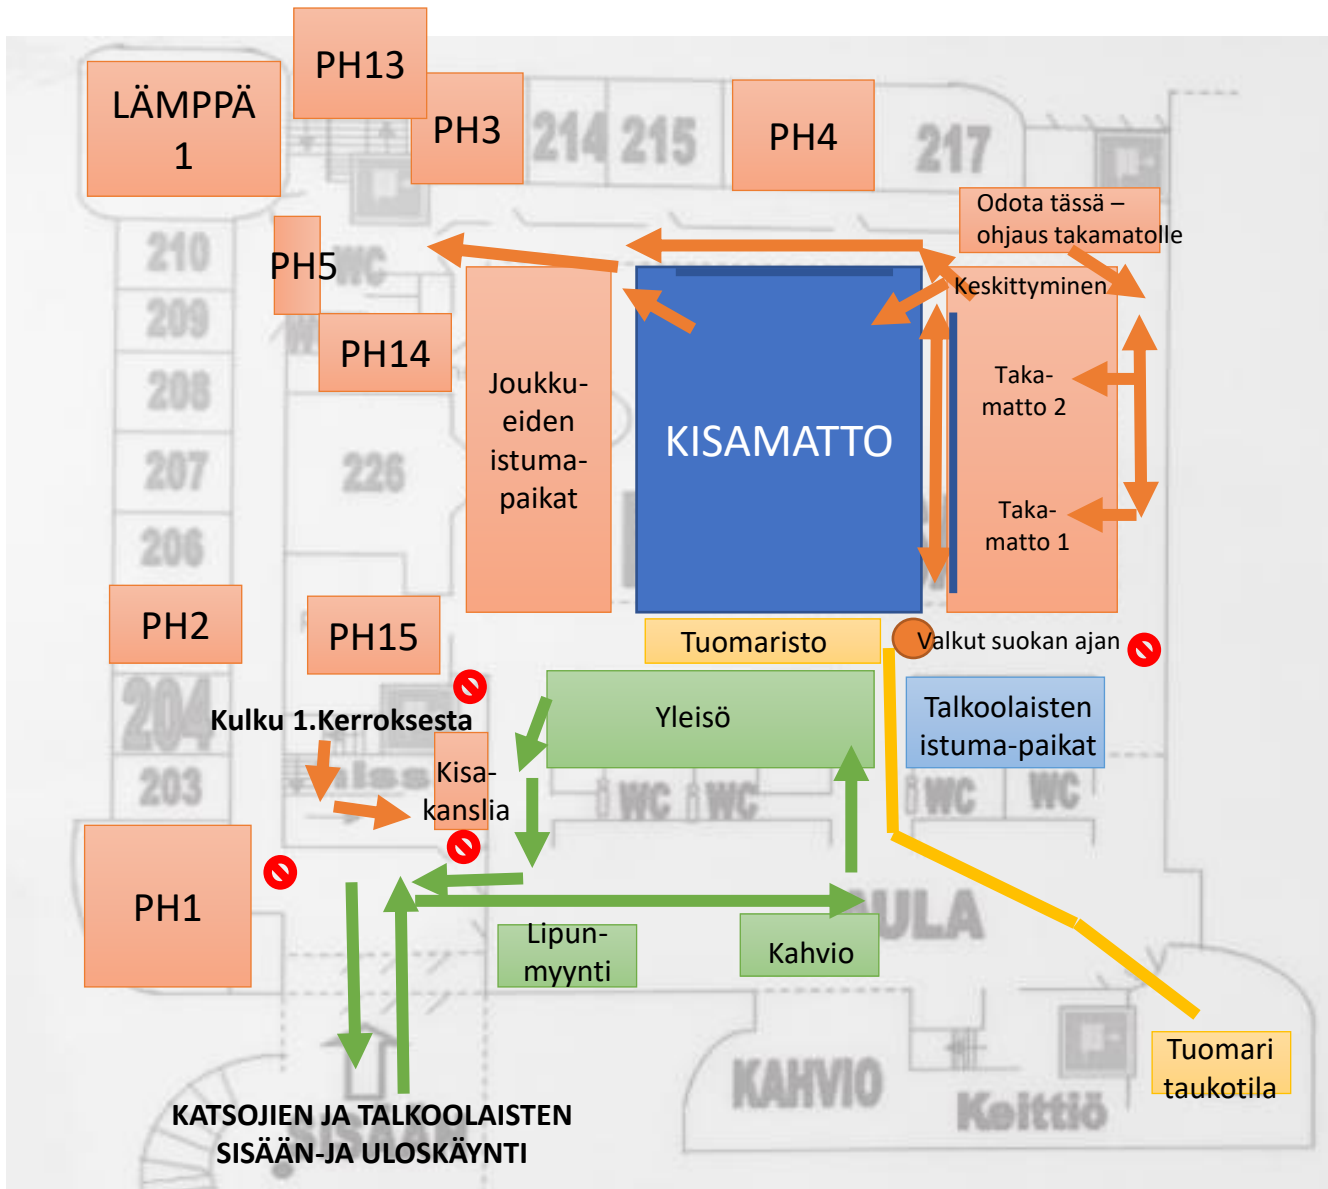 PH13
LÄMPPÄ
1
PH3
214
215
PH4
217
Odota tässä –
ohjaus takamatolle
210
PH5
WC
Keskittyminen
209
PH14
208
Joukku-
eiden
istuma-
paikat
KISAMATTO
Taka-
matto 2
207
226
206
Taka-
matto 1
PH2
PH15
Tuomaristo
Valkut suokan ajan
204
Kulku 1.Kerroksesta
Yleisö
Talkoolaisten
istuma-paikat
203
Kisa-
kanslia
WC
WC
WC
WC
PH1
AULA
Lipun-
myynti
Kahvio
KAHVIO
Keittiö
Tuomari
taukotila
KATSOJIEN JA TALKOOLAISTEN
SISÄÄN-JA ULOSKÄYNTI
SISÄÄN